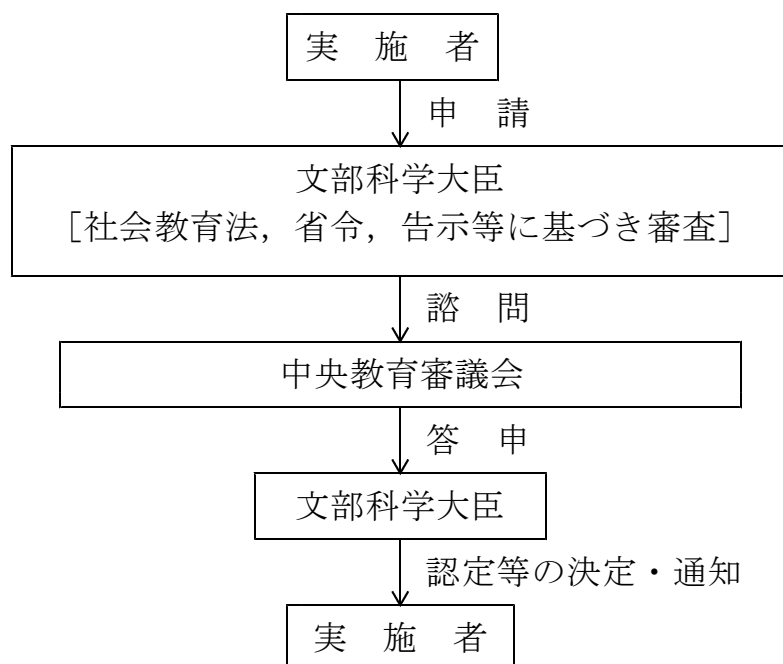 実　施　者
申　請
文部科学大臣
［社会教育法，省令，告示等に基づき審査］
諮　問
中央教育審議会
答　申
文部科学大臣
認定等の決定・通知
実　施　者